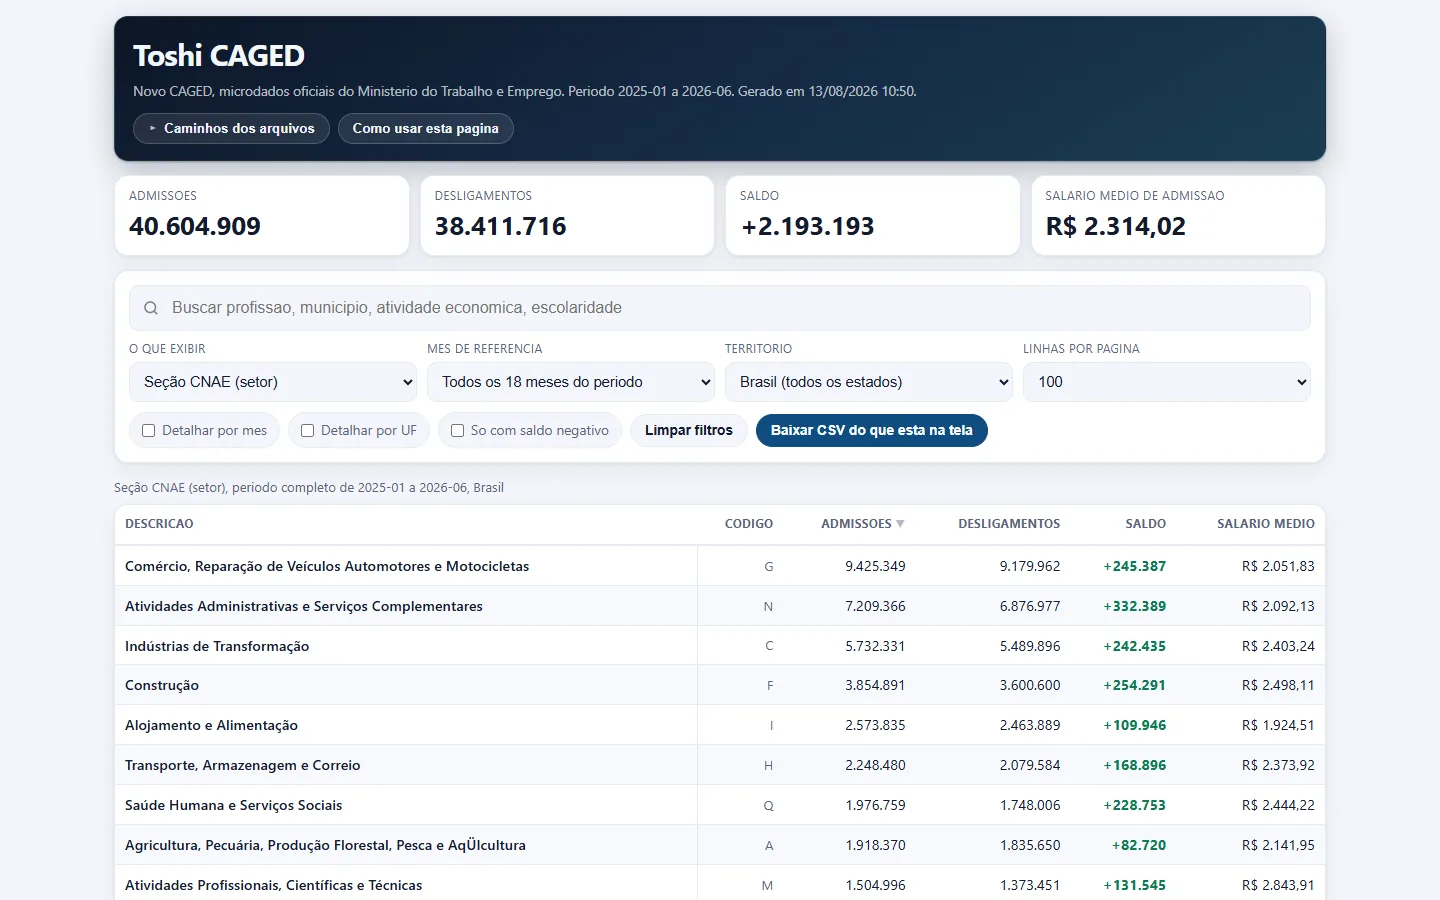 Toshi CAGED
Novo CAGED, microdados oficiais do Ministerio do Trabalho e Emprego. Periodo 2025-01 a 2026-06. Gerado em 13/08/2026 10:50.
▸ Caminhos dos arquivos Como usar esta pagina
ADMISSOES DESLIGAMENTOS SALDO SALARIO MEDIO DE ADMISSAO
40.604.909 38.411.716 +2.193.193 R$ 2.314,02
Buscar profissao, municipio, atividade economica, escolaridade
O QUE EXIBIR MES DE REFERENCIA TERRITORIO LINHAS POR PAGINA
Seção CNAE (setor) Todos os 18 meses do periodo Brasil (todos os estados) 100
Detalhar por mes Detalhar por UF So com saldo negativo Limpar filtros Baixar CSV do que esta na tela
Seção CNAE (setor), periodo completo de 2025-01 a 2026-06, Brasil
DESCRICAO CODIGO ADMISSOES ▼ DESLIGAMENTOS SALDO SALARIO MEDIO
Comércio, Reparação de Veículos Automotores e Motocicletas G 9.425.349 9.179.962 +245.387 R$ 2.051,83
Atividades Administrativas e Serviços Complementares N 7.209.366 6.876.977 +332.389 R$ 2.092,13
Indústrias de Transformação C 5.732.331 5.489.896 +242.435 R$ 2.403,24
Construção F 3.854.891 3.600.600 +254.291 R$ 2.498,11
Alojamento e Alimentação I 2.573.835 2.463.889 +109.946 R$ 1.924,51
Transporte, Armazenagem e Correio H 2.248.480 2.079.584 +168.896 R$ 2.373,92
Saúde Humana e Serviços Sociais Q 1.976.759 1.748.006 +228.753 R$ 2.444,22
Agricultura, Pecuária, Produção Florestal, Pesca e AqÜIcultura A 1.918.370 1.835.650 +82.720 R$ 2.141,95
Atividades Profissionais, Científicas e Técnicas M 1.504.996 1.373.451 +131.545 R$ 2.843,91